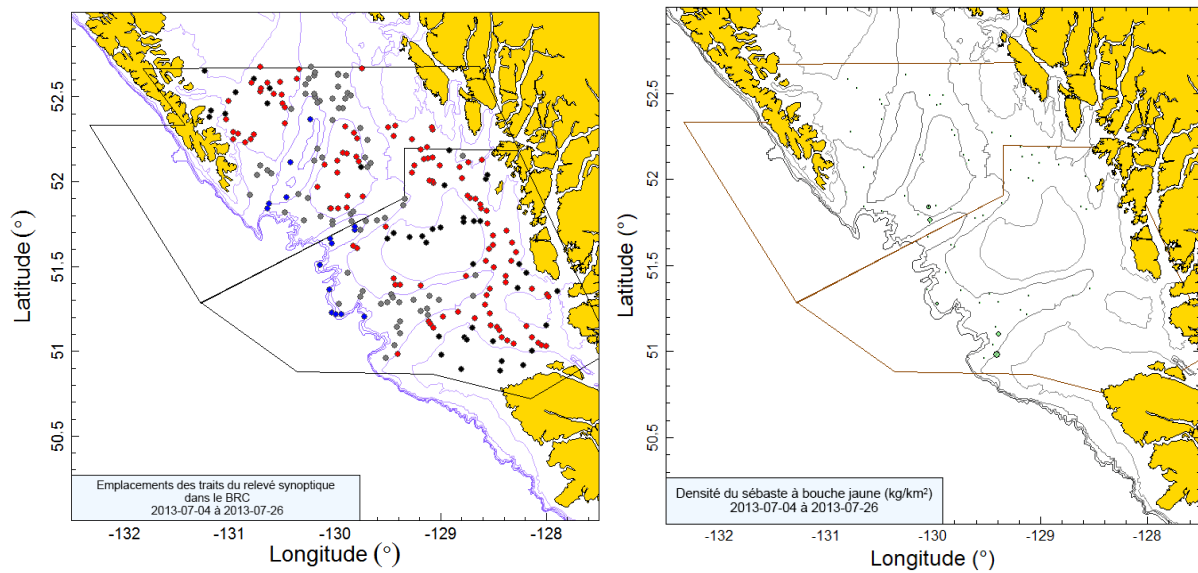 52.5
52
51.5
51
50.5
Latitude (°)
Emplacements des traits du relevé synoptique
dans le BRC
2013-07-04 à 2013-07-26
-132
-131
-130
-129
-128
Longitude (°)
52.5
52
51.5
51
50.5
Latitude (°)
Densité du sébaste à bouche jaune (kg/km²)
2013-07-04 à 2013-07-26
-132
-131
-130
-129
-128
Longitude (°)